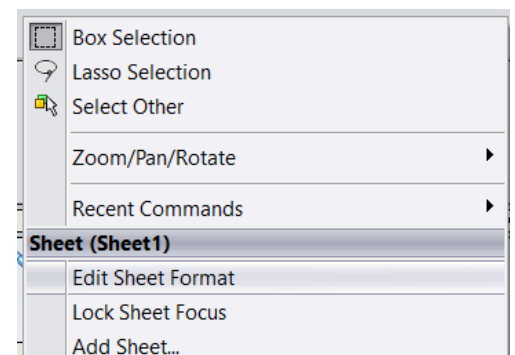 Box Selection
Lasso Selection
Select Other
Zoom/Pan/Rotate
Recent Commands
Sheet (Sheet1)
Edit Sheet Format
Lock Sheet Focus
Add Sheet...